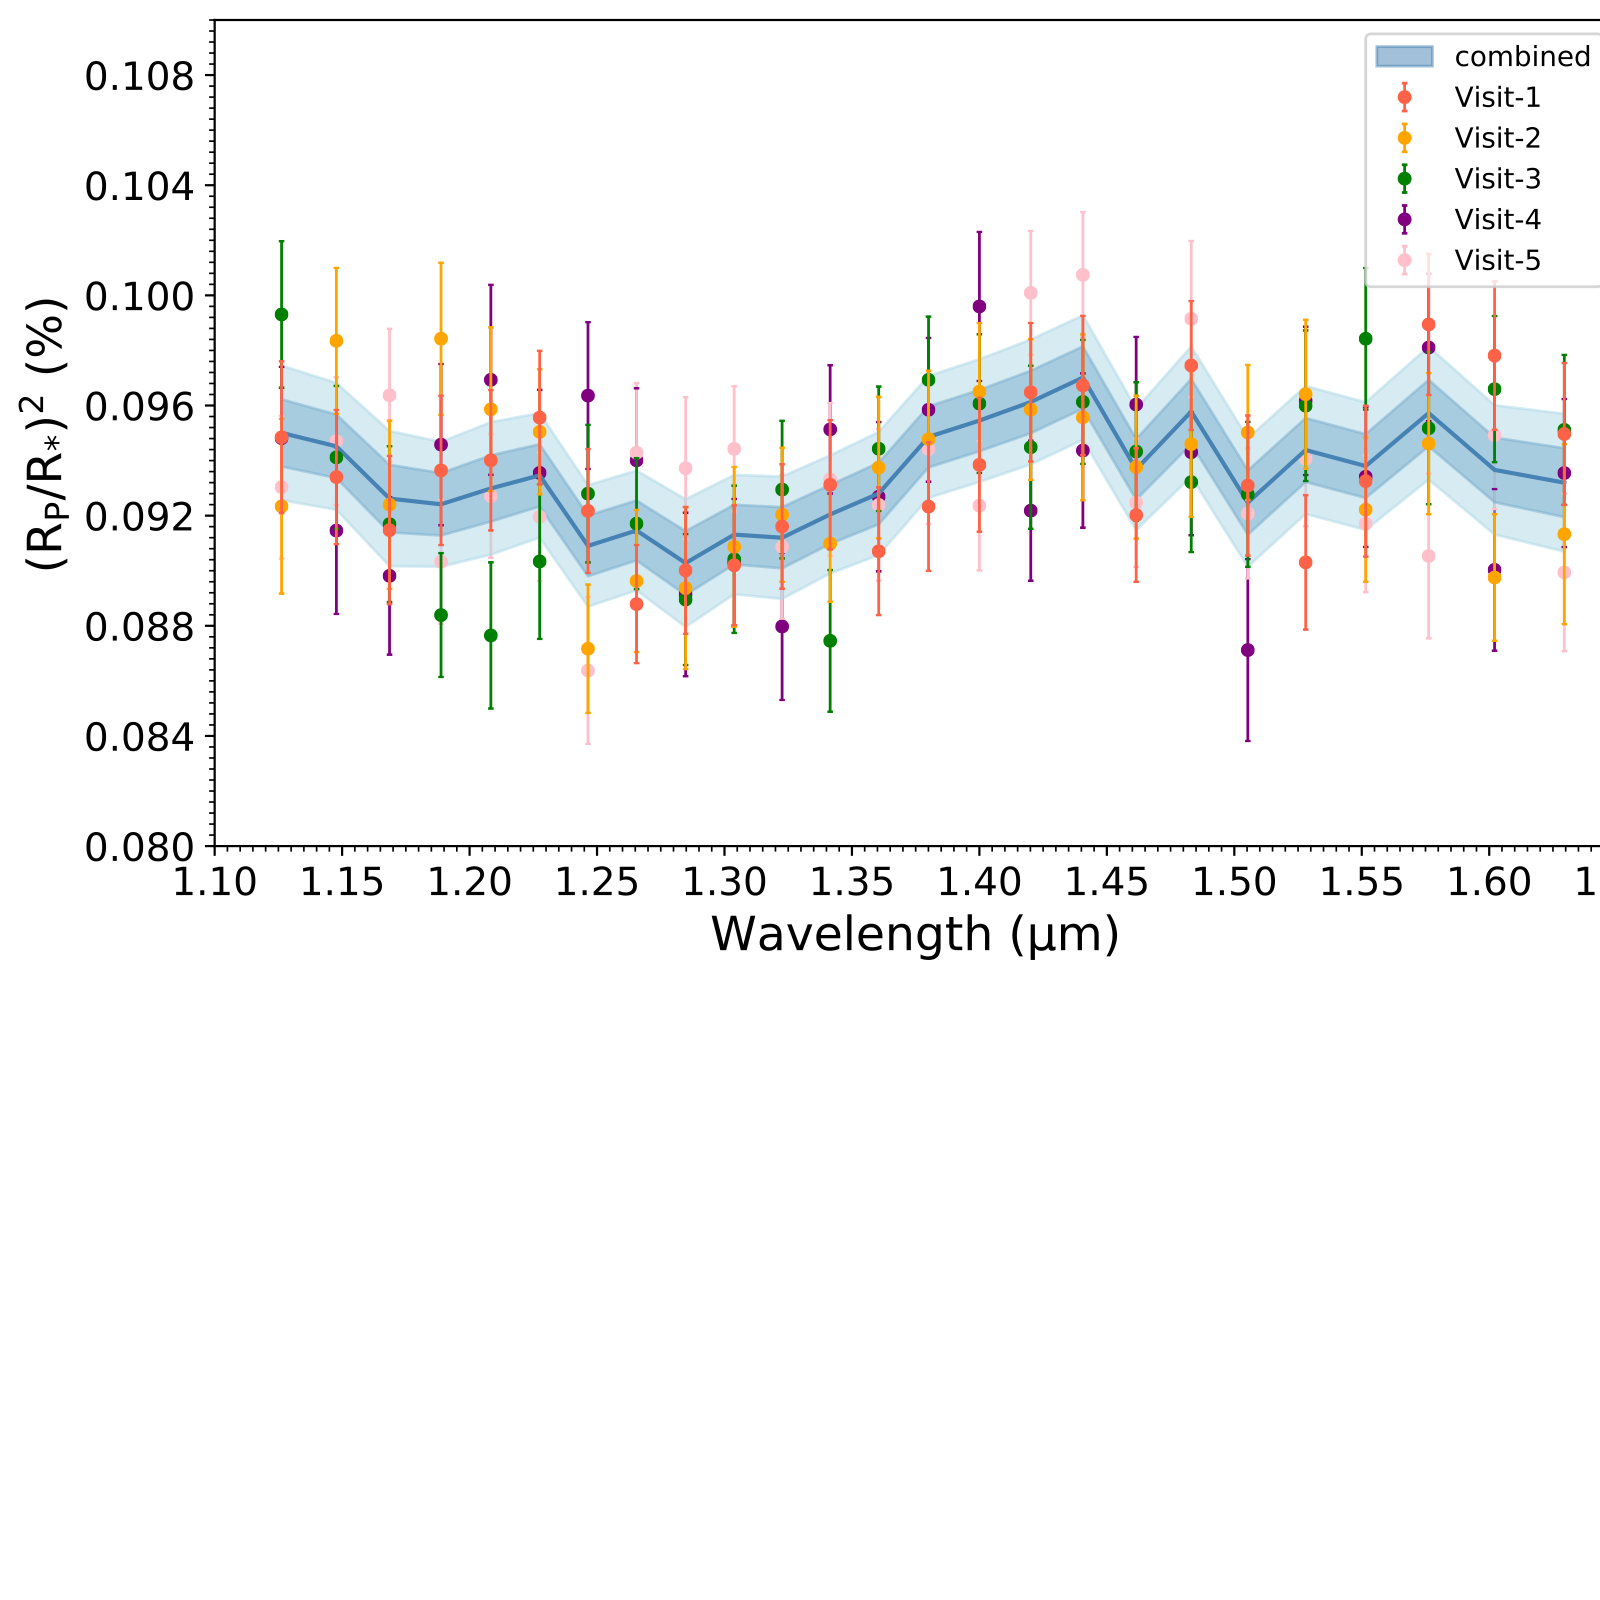 combined
Visit-1
Visit-2
Visit-3
Visit-4
Visit-5
(R_P/R_*)^2 (%)
0.108
0.104
0.100
0.096
0.092
0.088
0.084
0.080
1.10 1.15 1.20 1.25 1.30 1.35 1.40 1.45 1.50 1.55 1.60 1
Wavelength (μm)